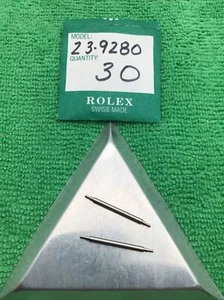 MODEL:
23-9280
QUANTITY:
30
ROLEX
SWISS MADE